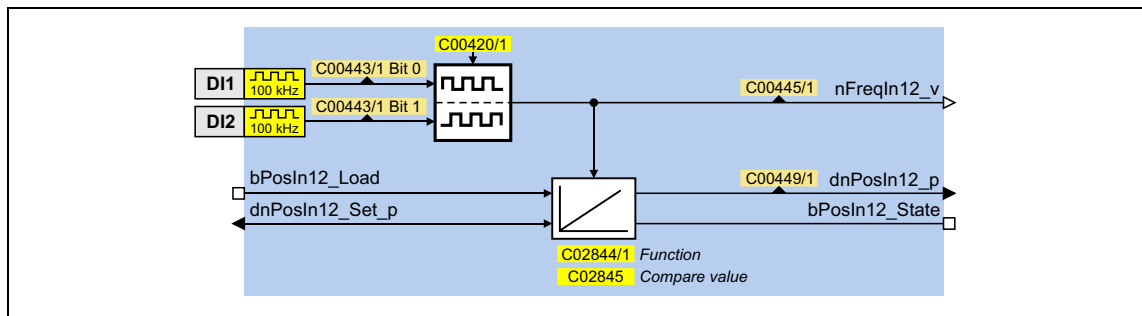 C00420/1
DI1
100 kHz
C00443/1 Bit 0
C00445/1
nFreqIn12_v
DI2
100 kHz
C00443/1 Bit 1
bPosIn12_Load
C00449/1
dnPosIn12_p
dnPosIn12_Set_p
bPosIn12_State
C02844/1 Function
C02845 Compare value